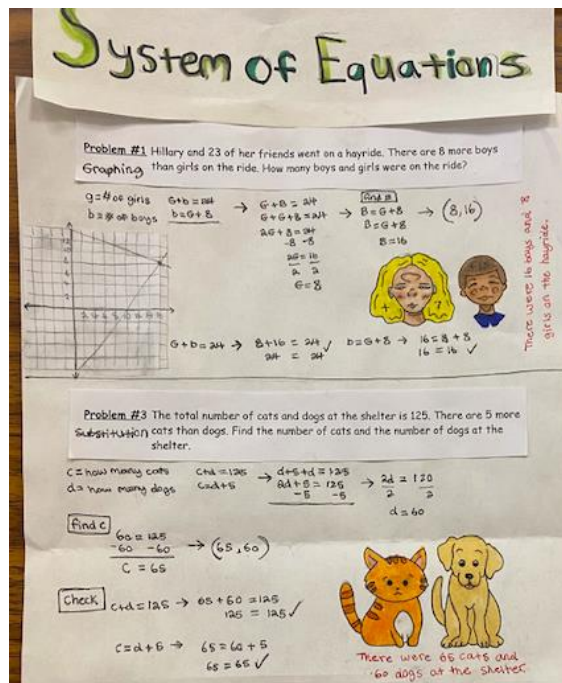 System of Equations
Problem #1 Hillary and 23 of her friends went on a hayride. There are 8 more boys
Graphing than girls on the ride. How many boys and girls were on the ride?
g = # of girls
b = # of boys
G+b = 24
b = G+8
→
G+B = 24
G+G+8 = 24
2G+8 = 24
-8 -8
2G = 16
2 2
G = 8
→
find B
B = G+8
B = 16
→ (8,16)
G+b = 24 → 8+16 = 24 ✓
24 = 24
b = G+8 → 16 = 8+8
16 = 16 ✓
There were 16 boys and 8
girls on the hayride.
Problem #3 The total number of cats and dogs at the shelter is 125. There are 5 more
Substitution cats than dogs. Find the number of cats and the number of dogs at the
shelter.
c = how many cats
d = how many dogs
c+d = 125
c = d+5
→
d+5+d = 125
2d+5 = 125
-5 -5
→
2d = 120
2 2
d = 60
find c
-60 -60
C = 65
→ (65,60)
Check
c+d = 125 → 65+60 = 125
125 = 125 ✓
c = d+5 → 65 = 60+5
65 = 65 ✓
There were 65 cats and
60 dogs at the shelter.